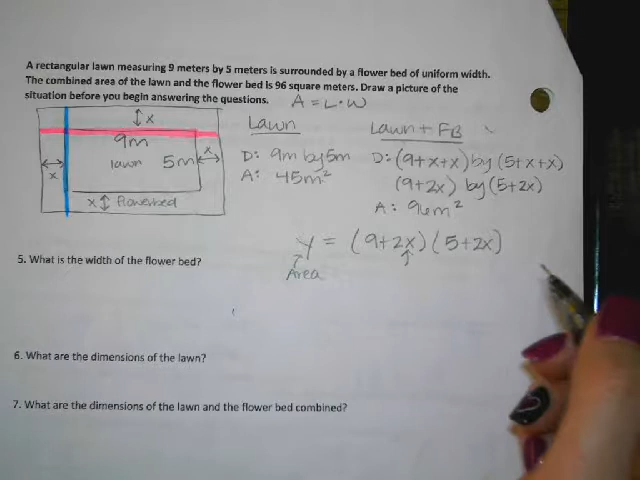 A rectangular lawn measuring 9 meters by 5 meters is surrounded by a flower bed of uniform width.
The combined area of the lawn and the flower bed is 96 square meters. Draw a picture of the
situation before you begin answering the questions. A = L·W
↕ x
9m
lawn 5m
x
x
x ↕ flowerbed
Lawn
D: 9m by 5m
A: 45m²
Lawn + FB
D: (9+x+x) by (5+x+x)
(9+2x) by (5+2x)
A: 96m²
y = (9+2x)(5+2x)
Area
5. What is the width of the flower bed?
6. What are the dimensions of the lawn?
7. What are the dimensions of the lawn and the flower bed combined?